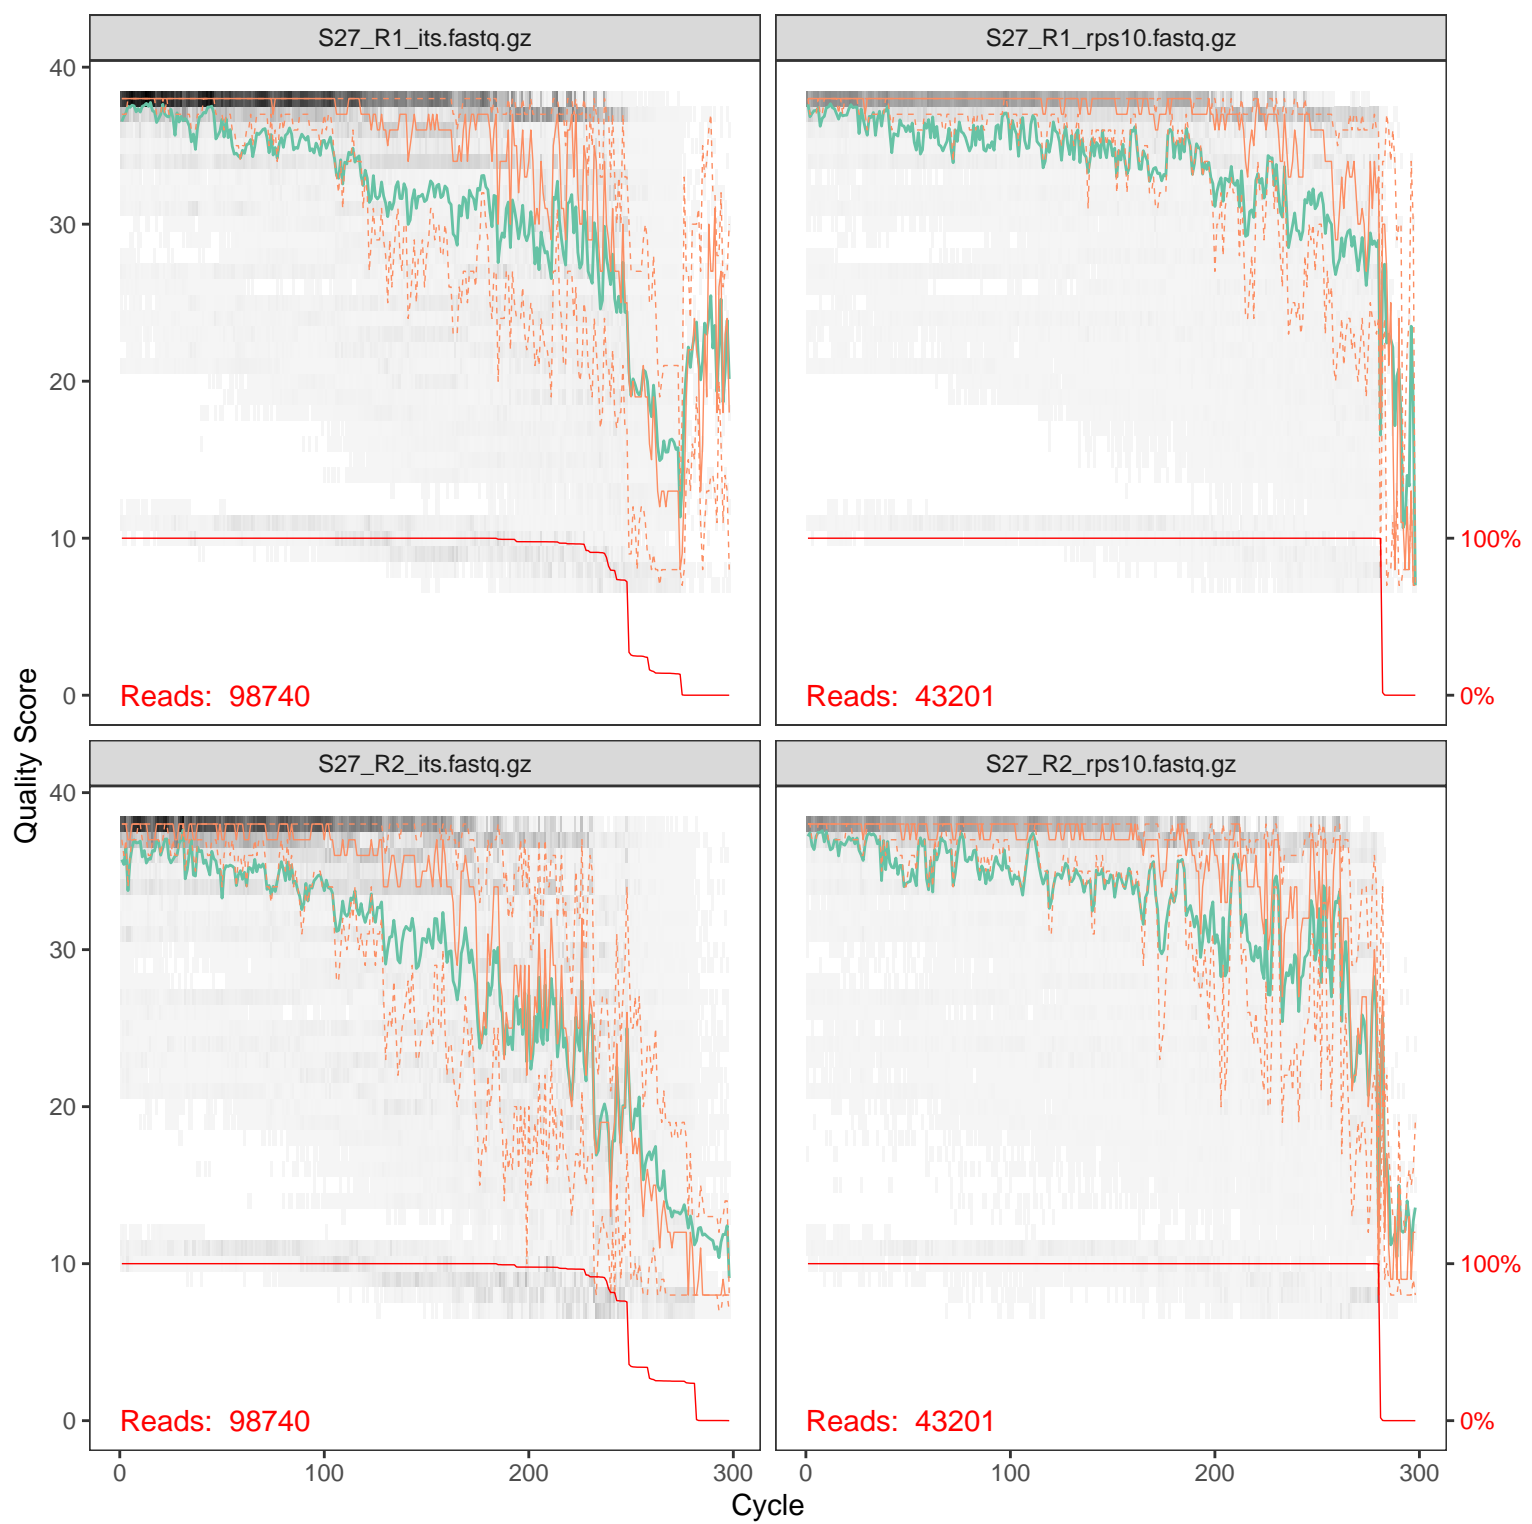 S27_R1_its.fastq.gz
S27_R1_rps10.fastq.gz
40
30
20
10
0
100%
0%
Reads: 98740
Reads: 43201
S27_R2_its.fastq.gz
S27_R2_rps10.fastq.gz
40
30
20
10
0
100%
0%
Reads: 98740
Reads: 43201
0 100 200 300
0 100 200 300
Cycle
Quality Score